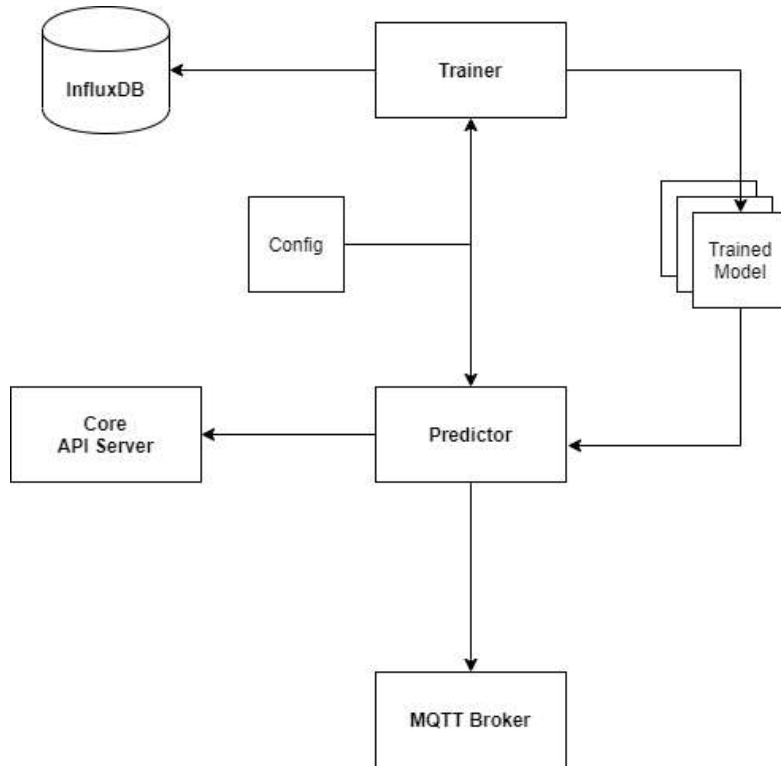 Trainer
InfluxDB
Config
Trained
Model
Core
API Server
Predictor
MQTT Broker